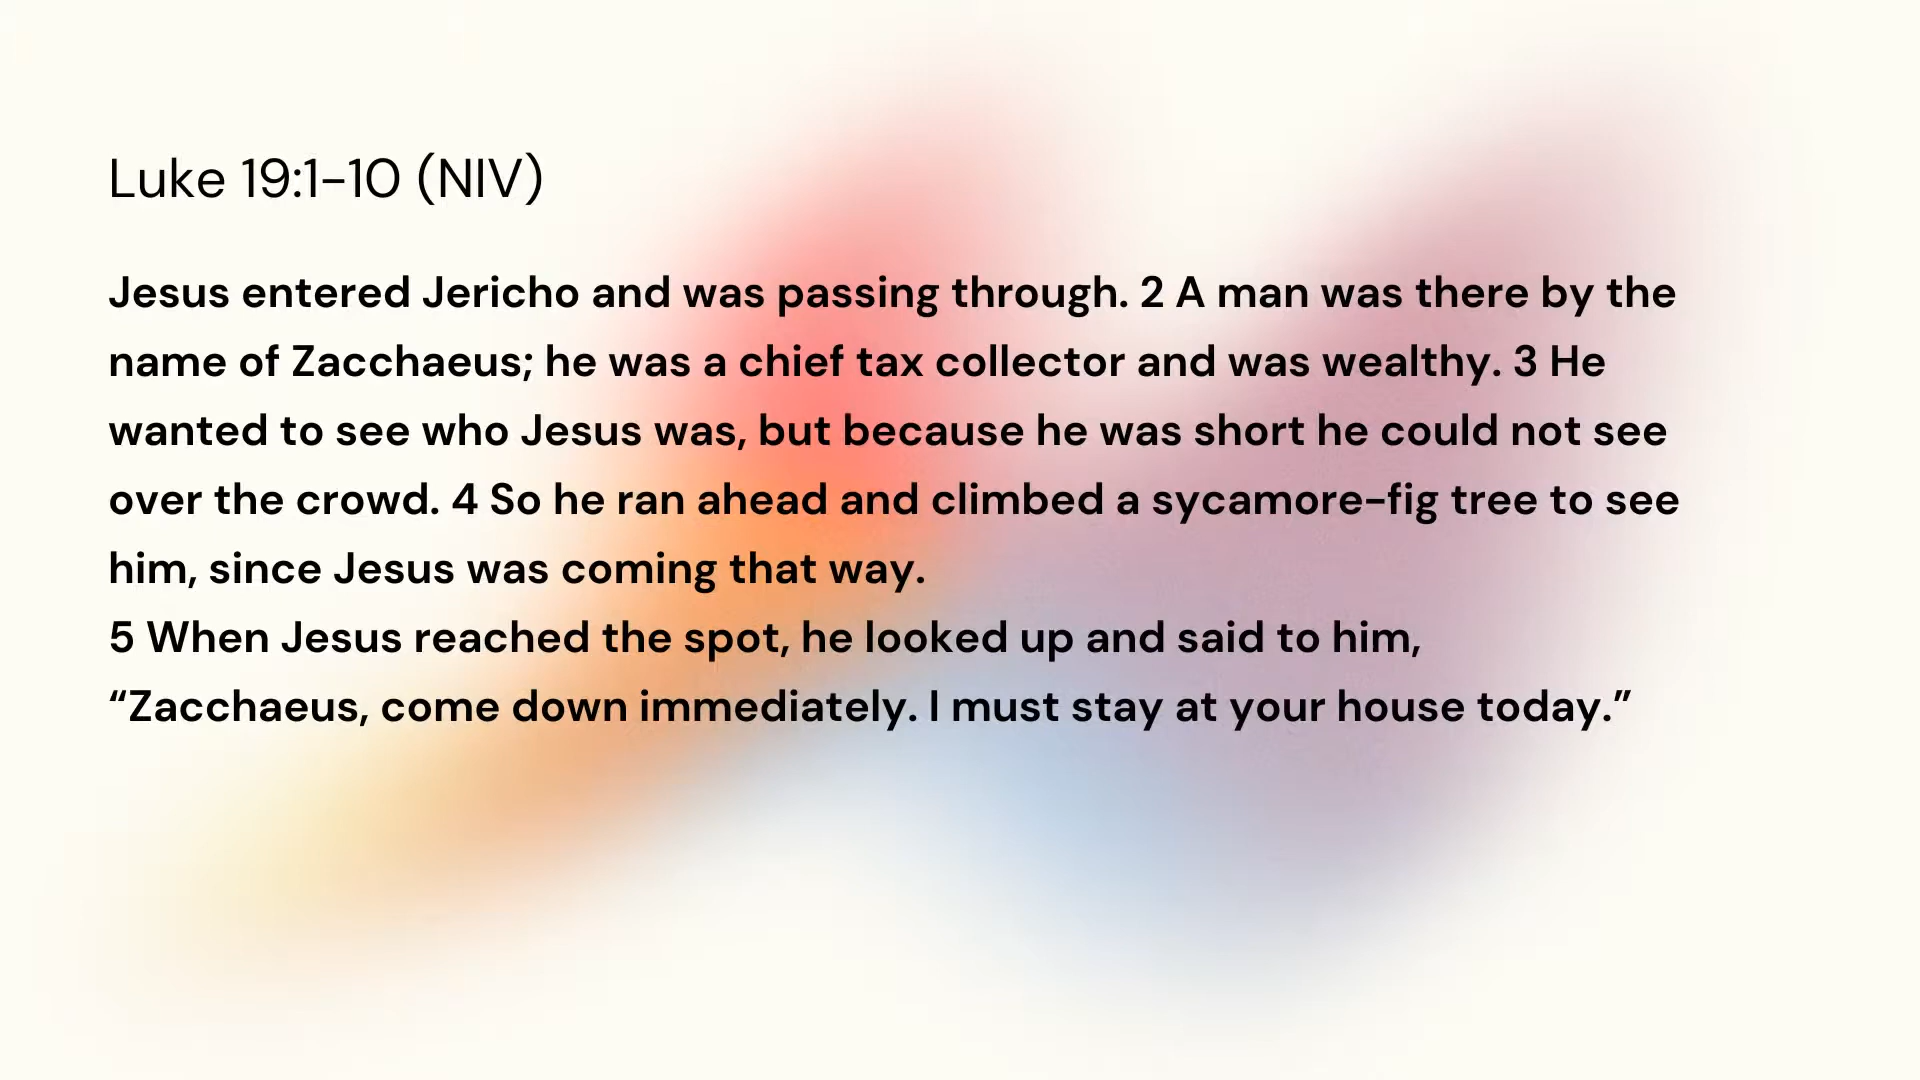 Luke 19:1-10 (NIV)
Jesus entered Jericho and was passing through. 2 A man was there by the
name of Zacchaeus; he was a chief tax collector and was wealthy. 3 He
wanted to see who Jesus was, but because he was short he could not see
over the crowd. 4 So he ran ahead and climbed a sycamore-fig tree to see
him, since Jesus was coming that way.
5 When Jesus reached the spot, he looked up and said to him,
“Zacchaeus, come down immediately. I must stay at your house today.”